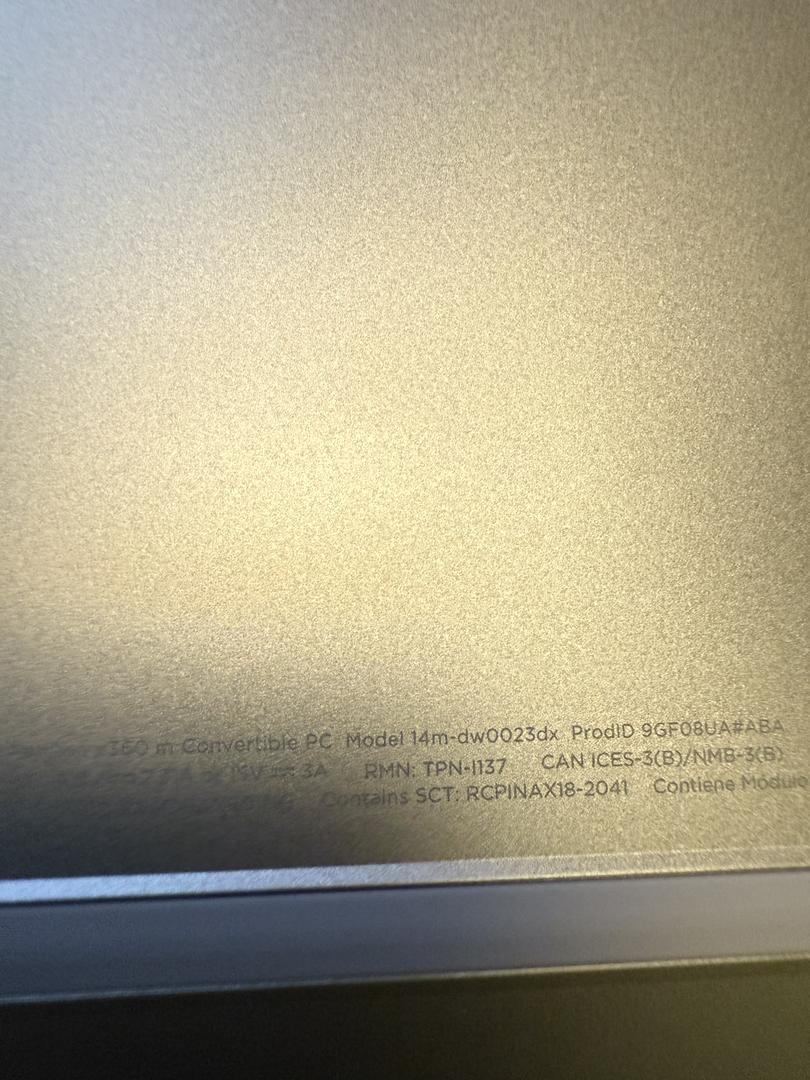 360 m Convertible PC Model 14m-dw0023dx ProdID 9GF08UA#ABA
3A RMN: TPN-I137 CAN ICES-3(B)/NMB-3(B)
Contains SCT: RCPINAX18-2041 Contiene Módulo